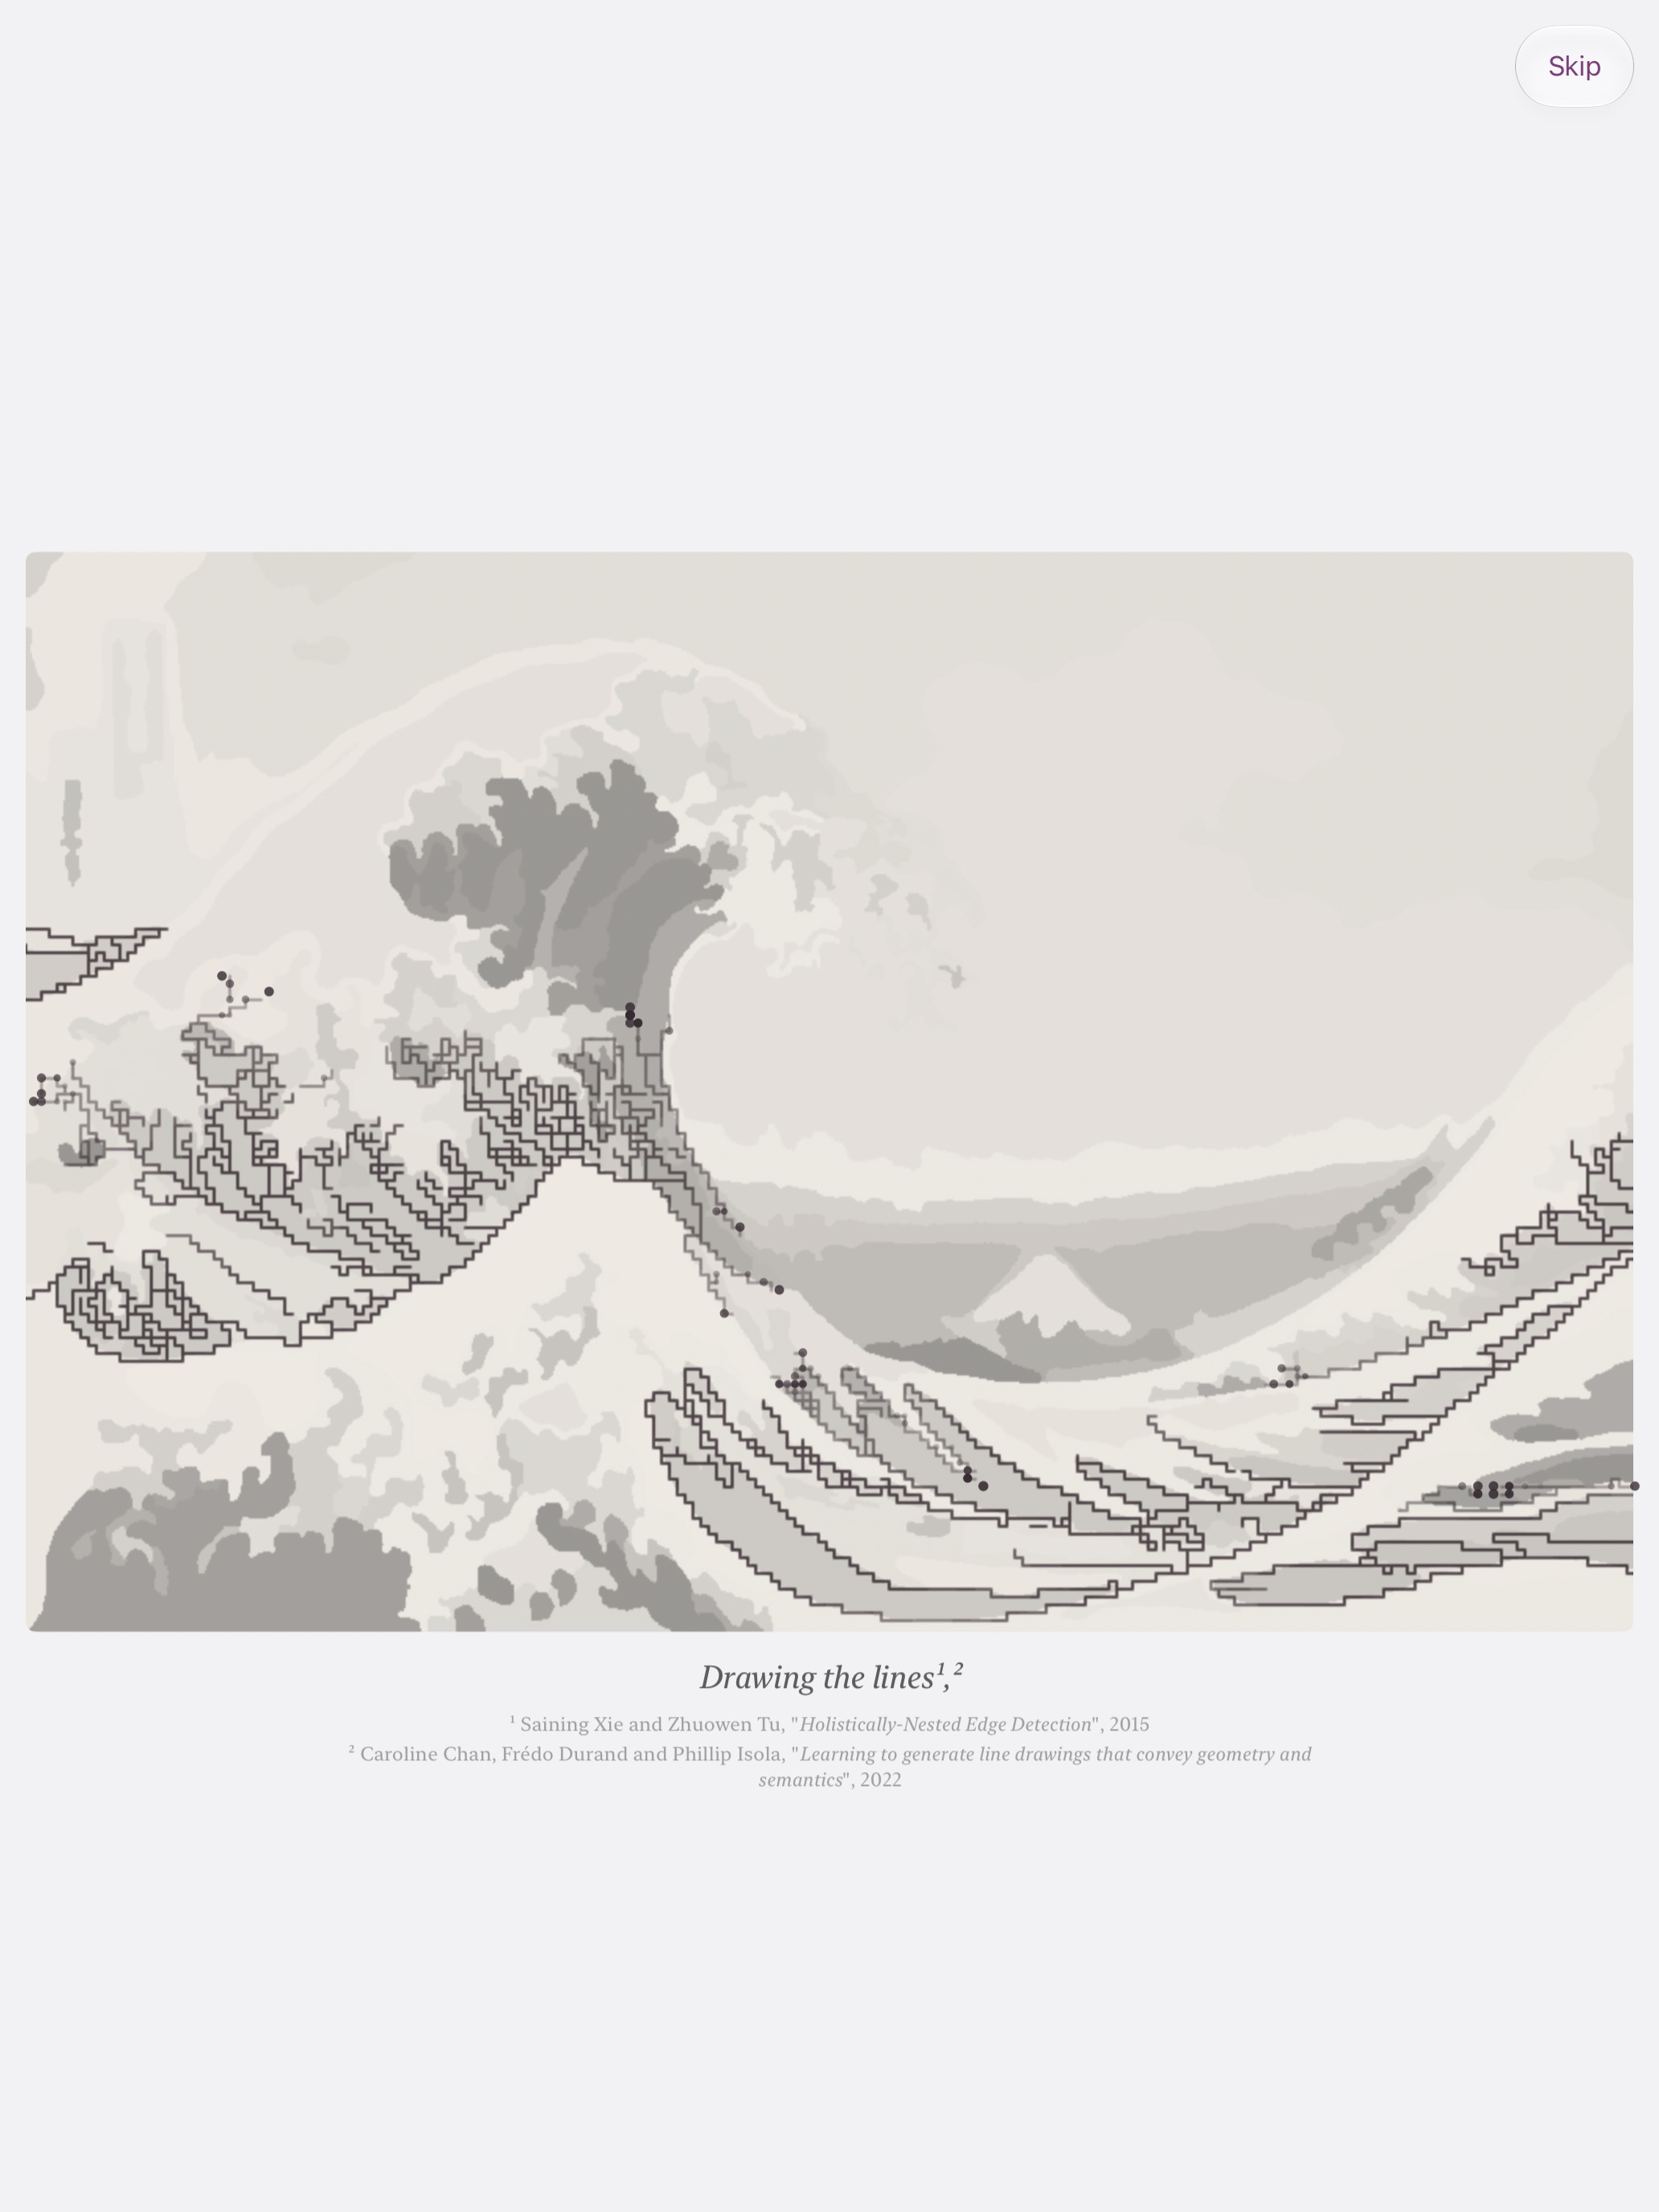 Skip
Drawing the lines¹,²
¹ Saining Xie and Zhuowen Tu, "Holistically-Nested Edge Detection", 2015
² Caroline Chan, Frédo Durand and Phillip Isola, "Learning to generate line drawings that convey geometry and
semantics", 2022